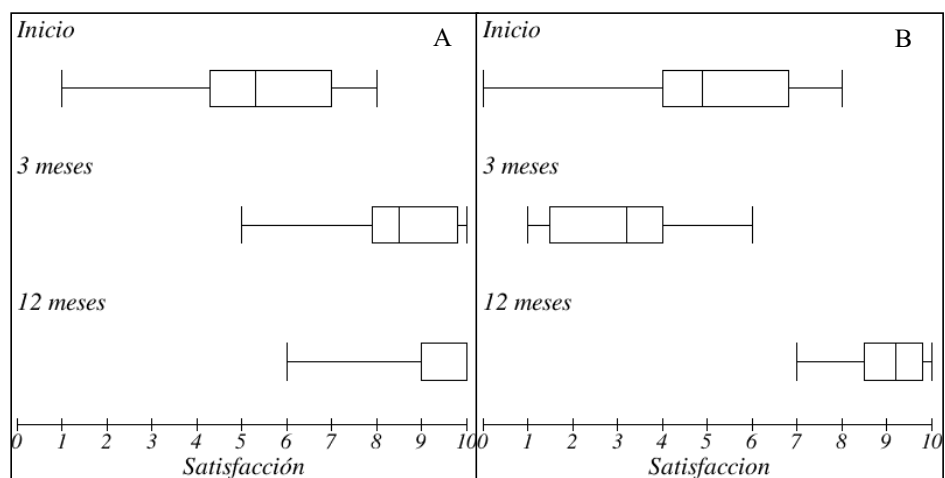 Inicio
A
3 meses
12 meses
0 1 2 3 4 5 6 7 8 9 10
Satisfacción
Inicio
B
3 meses
12 meses
0 1 2 3 4 5 6 7 8 9 10
Satisfaccion